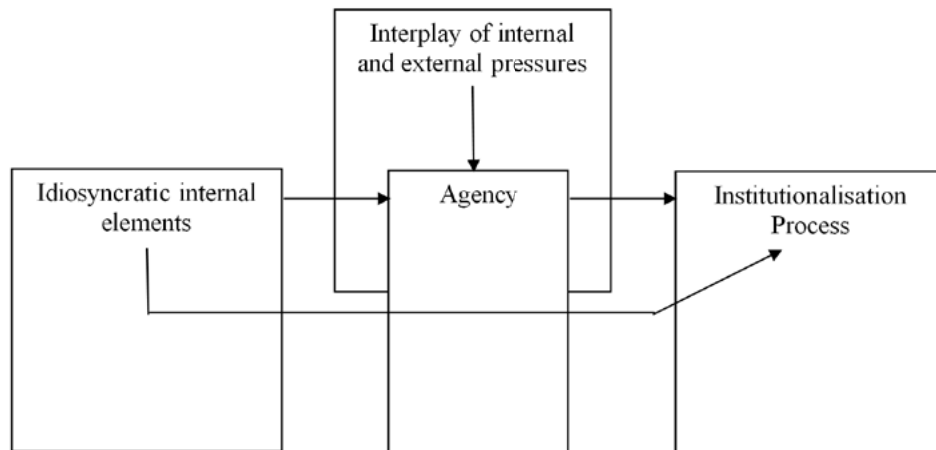 Interplay of internal
and external pressures
Idiosyncratic internal
elements
Agency
Institutionalisation
Process